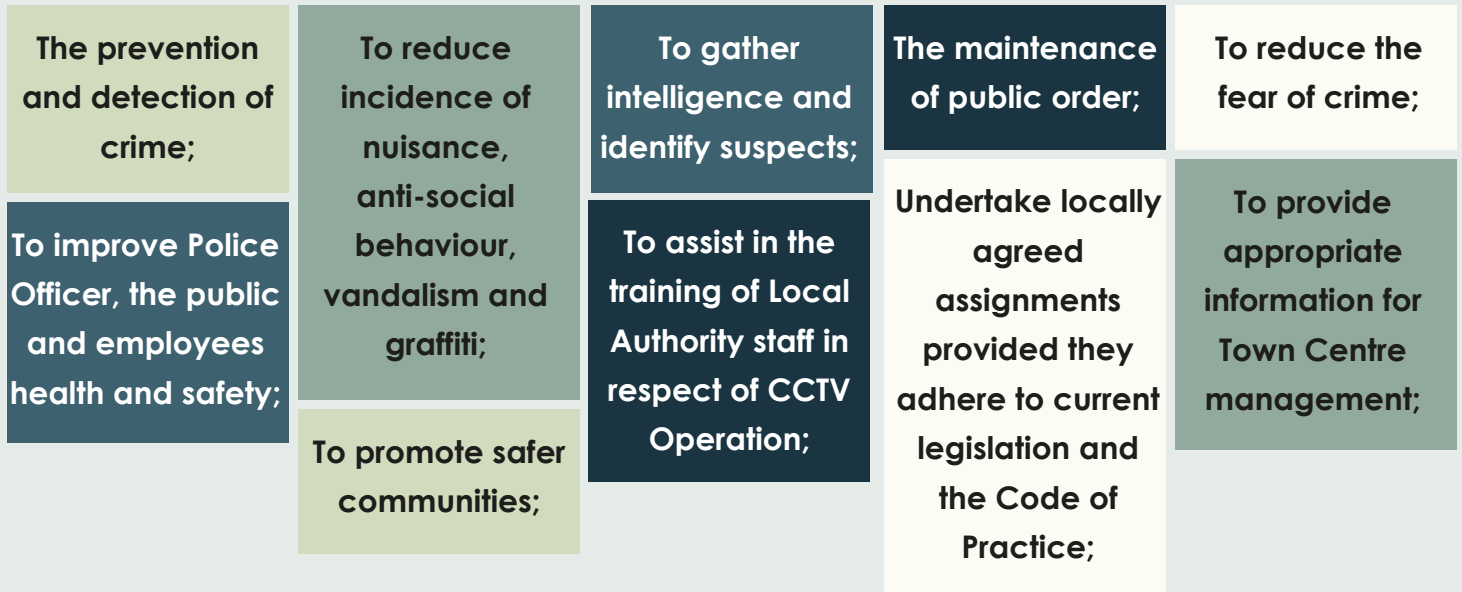 The prevention
and detection of
crime;
To improve Police
Officer, the public
and employees
health and safety;
To reduce
incidence of
nuisance,
anti-social
behaviour,
vandalism and
graffiti;
To promote safer
communities;
To gather
intelligence and
identify suspects;
To assist in the
training of Local
Authority staff in
respect of CCTV
Operation;
The maintenance
of public order;
Undertake locally
agreed
assignments
provided they
adhere to current
legislation and
the Code of
Practice;
To reduce the
fear of crime;
To provide
appropriate
information for
Town Centre
management;